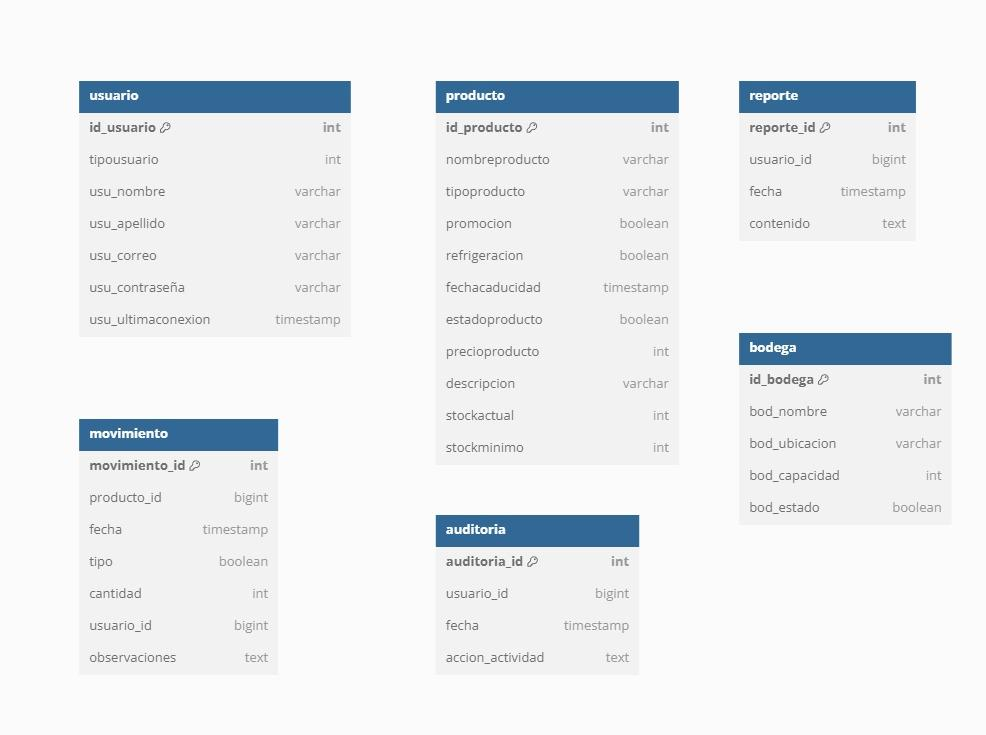 usuario
id_usuario int
tipousuario int
usu_nombre varchar
usu_apellido varchar
usu_correo varchar
usu_contraseña varchar
usu_ultimaconexion timestamp
producto
id_producto int
nombreproducto varchar
tipoproducto varchar
promocion boolean
refrigeracion boolean
fechacaducidad timestamp
estadoproducto boolean
precioproducto int
descripcion varchar
stockactual int
stockminimo int
reporte
reporte_id int
usuario_id bigint
fecha timestamp
contenido text
bodega
id_bodega int
bod_nombre varchar
bod_ubicacion varchar
bod_capacidad int
bod_estado boolean
movimiento
movimiento_id int
producto_id bigint
fecha timestamp
tipo boolean
cantidad int
usuario_id bigint
observaciones text
auditoria
auditoria_id int
usuario_id bigint
fecha timestamp
accion_actividad text